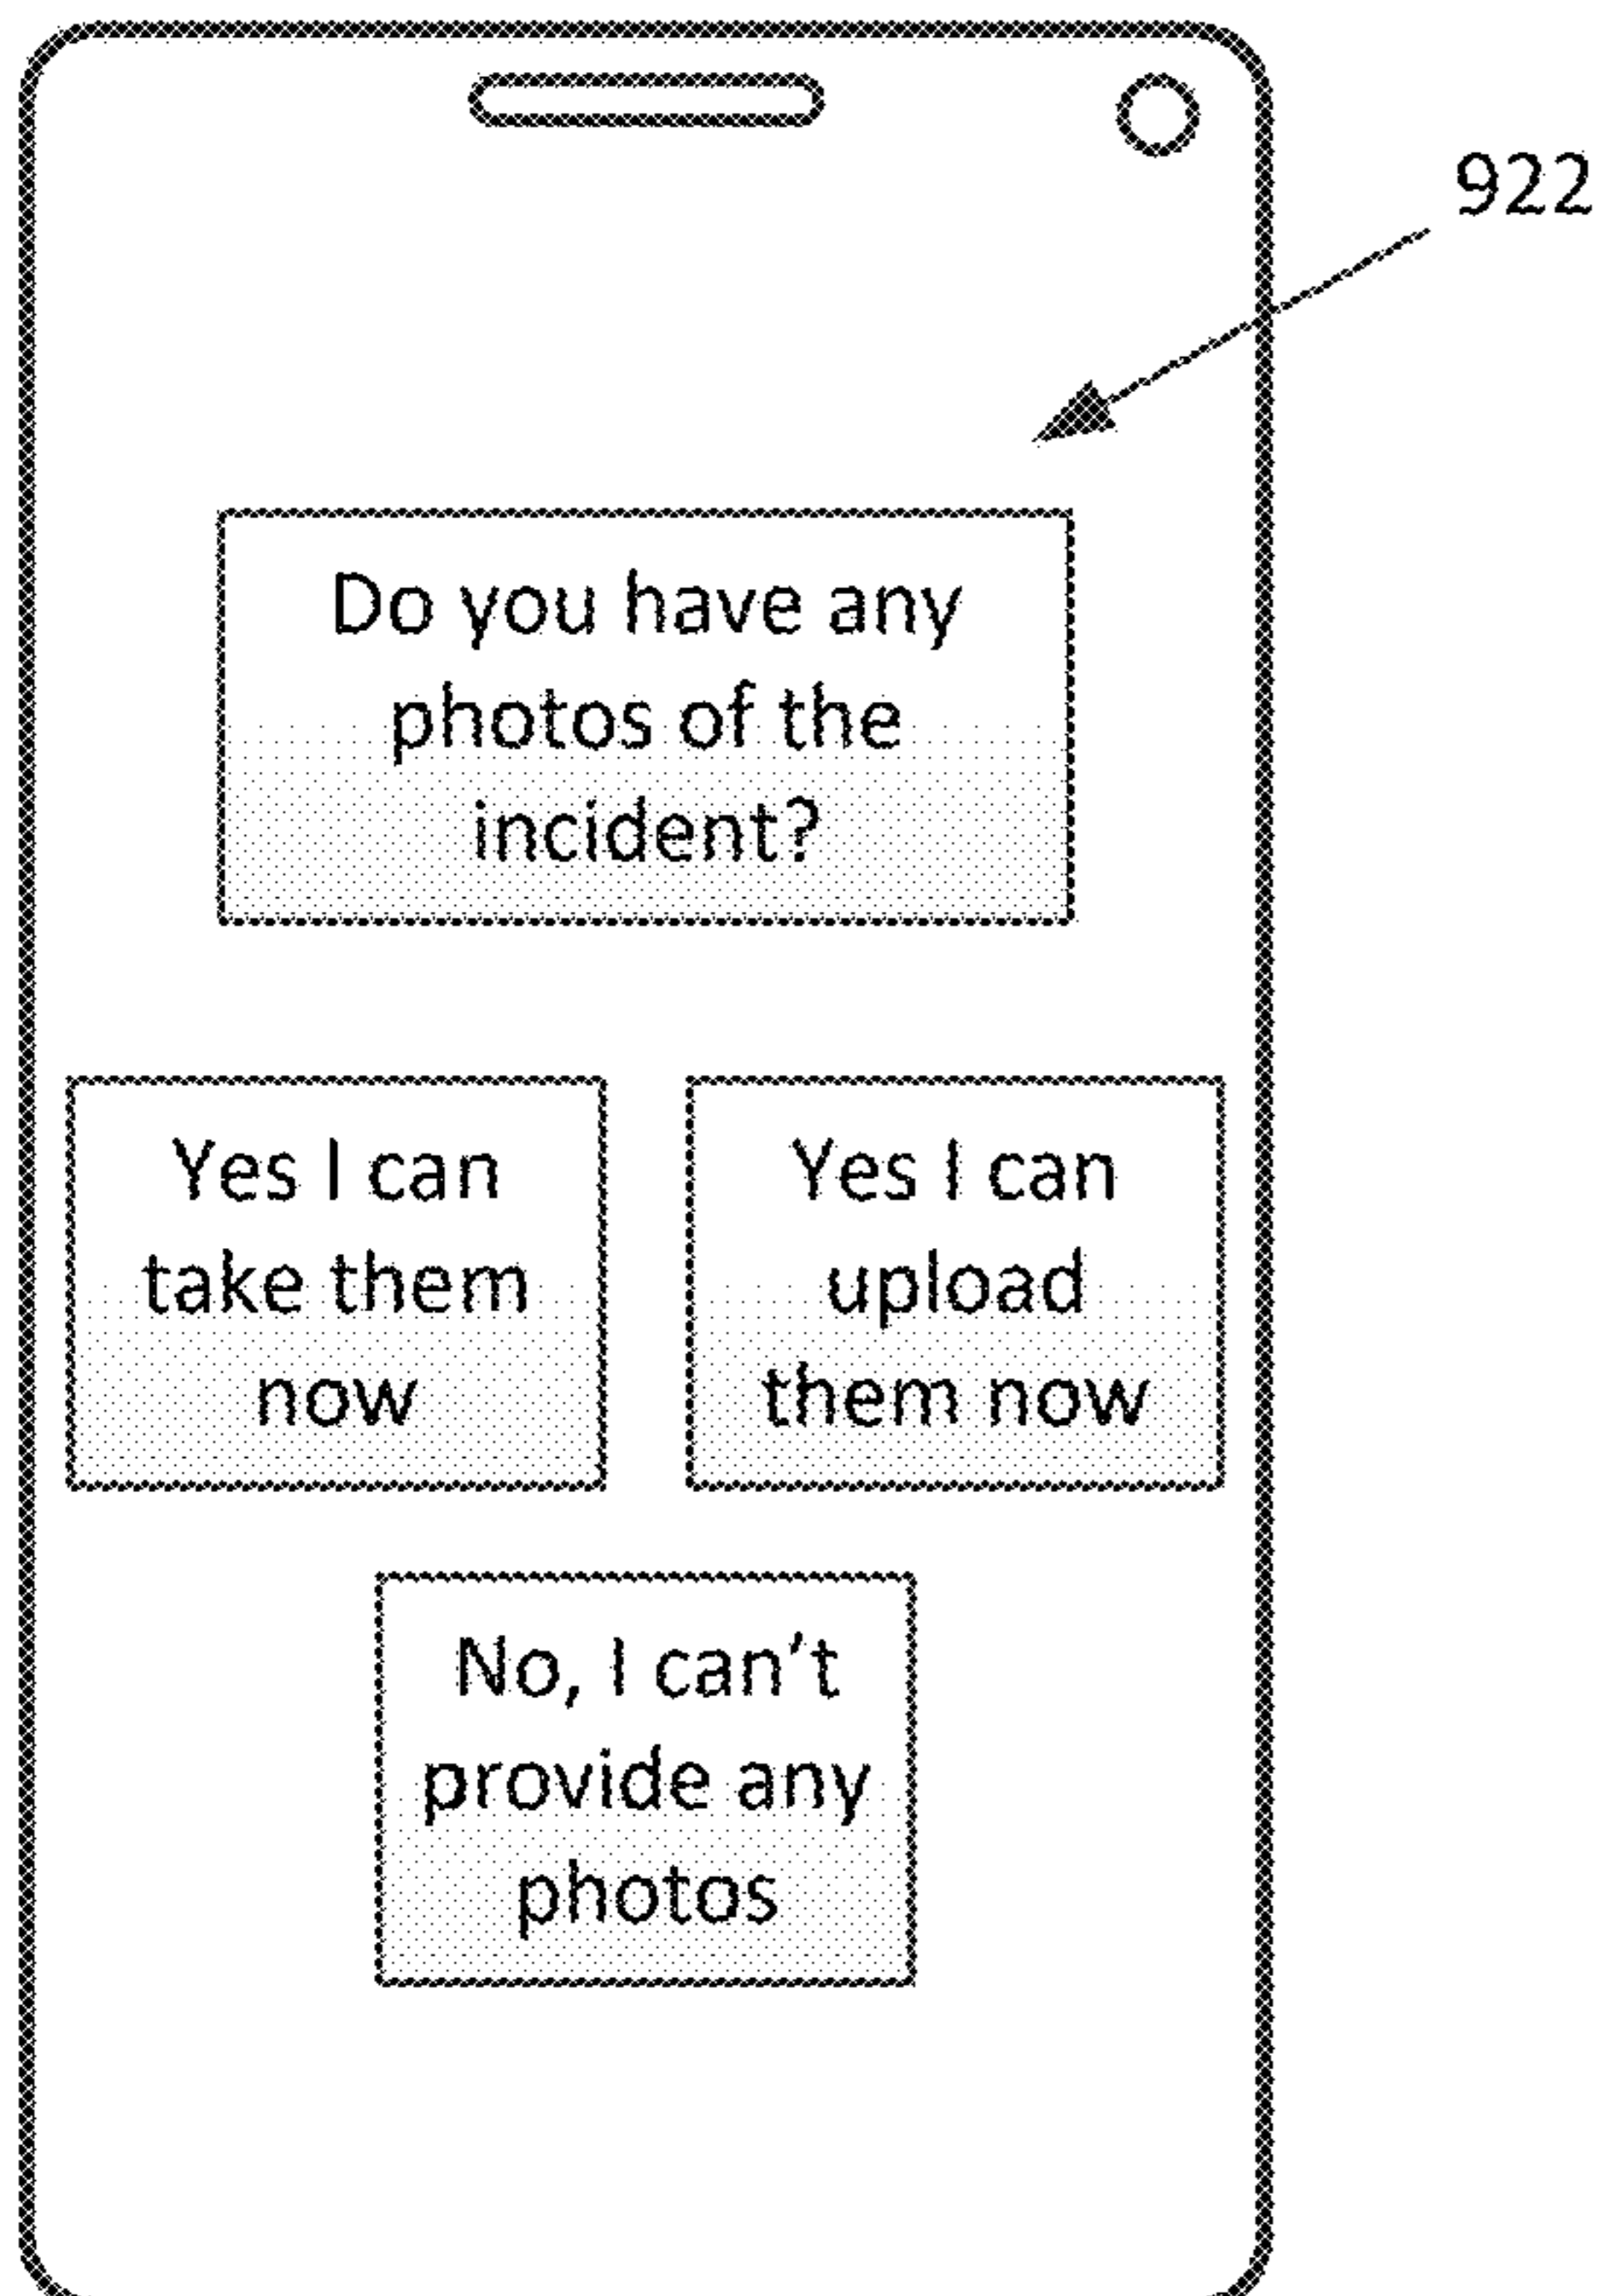 922
Do you have any
photos of the
incident?
Yes I can
take them
now
Yes I can
upload
them now
No, I can't
provide any
photos